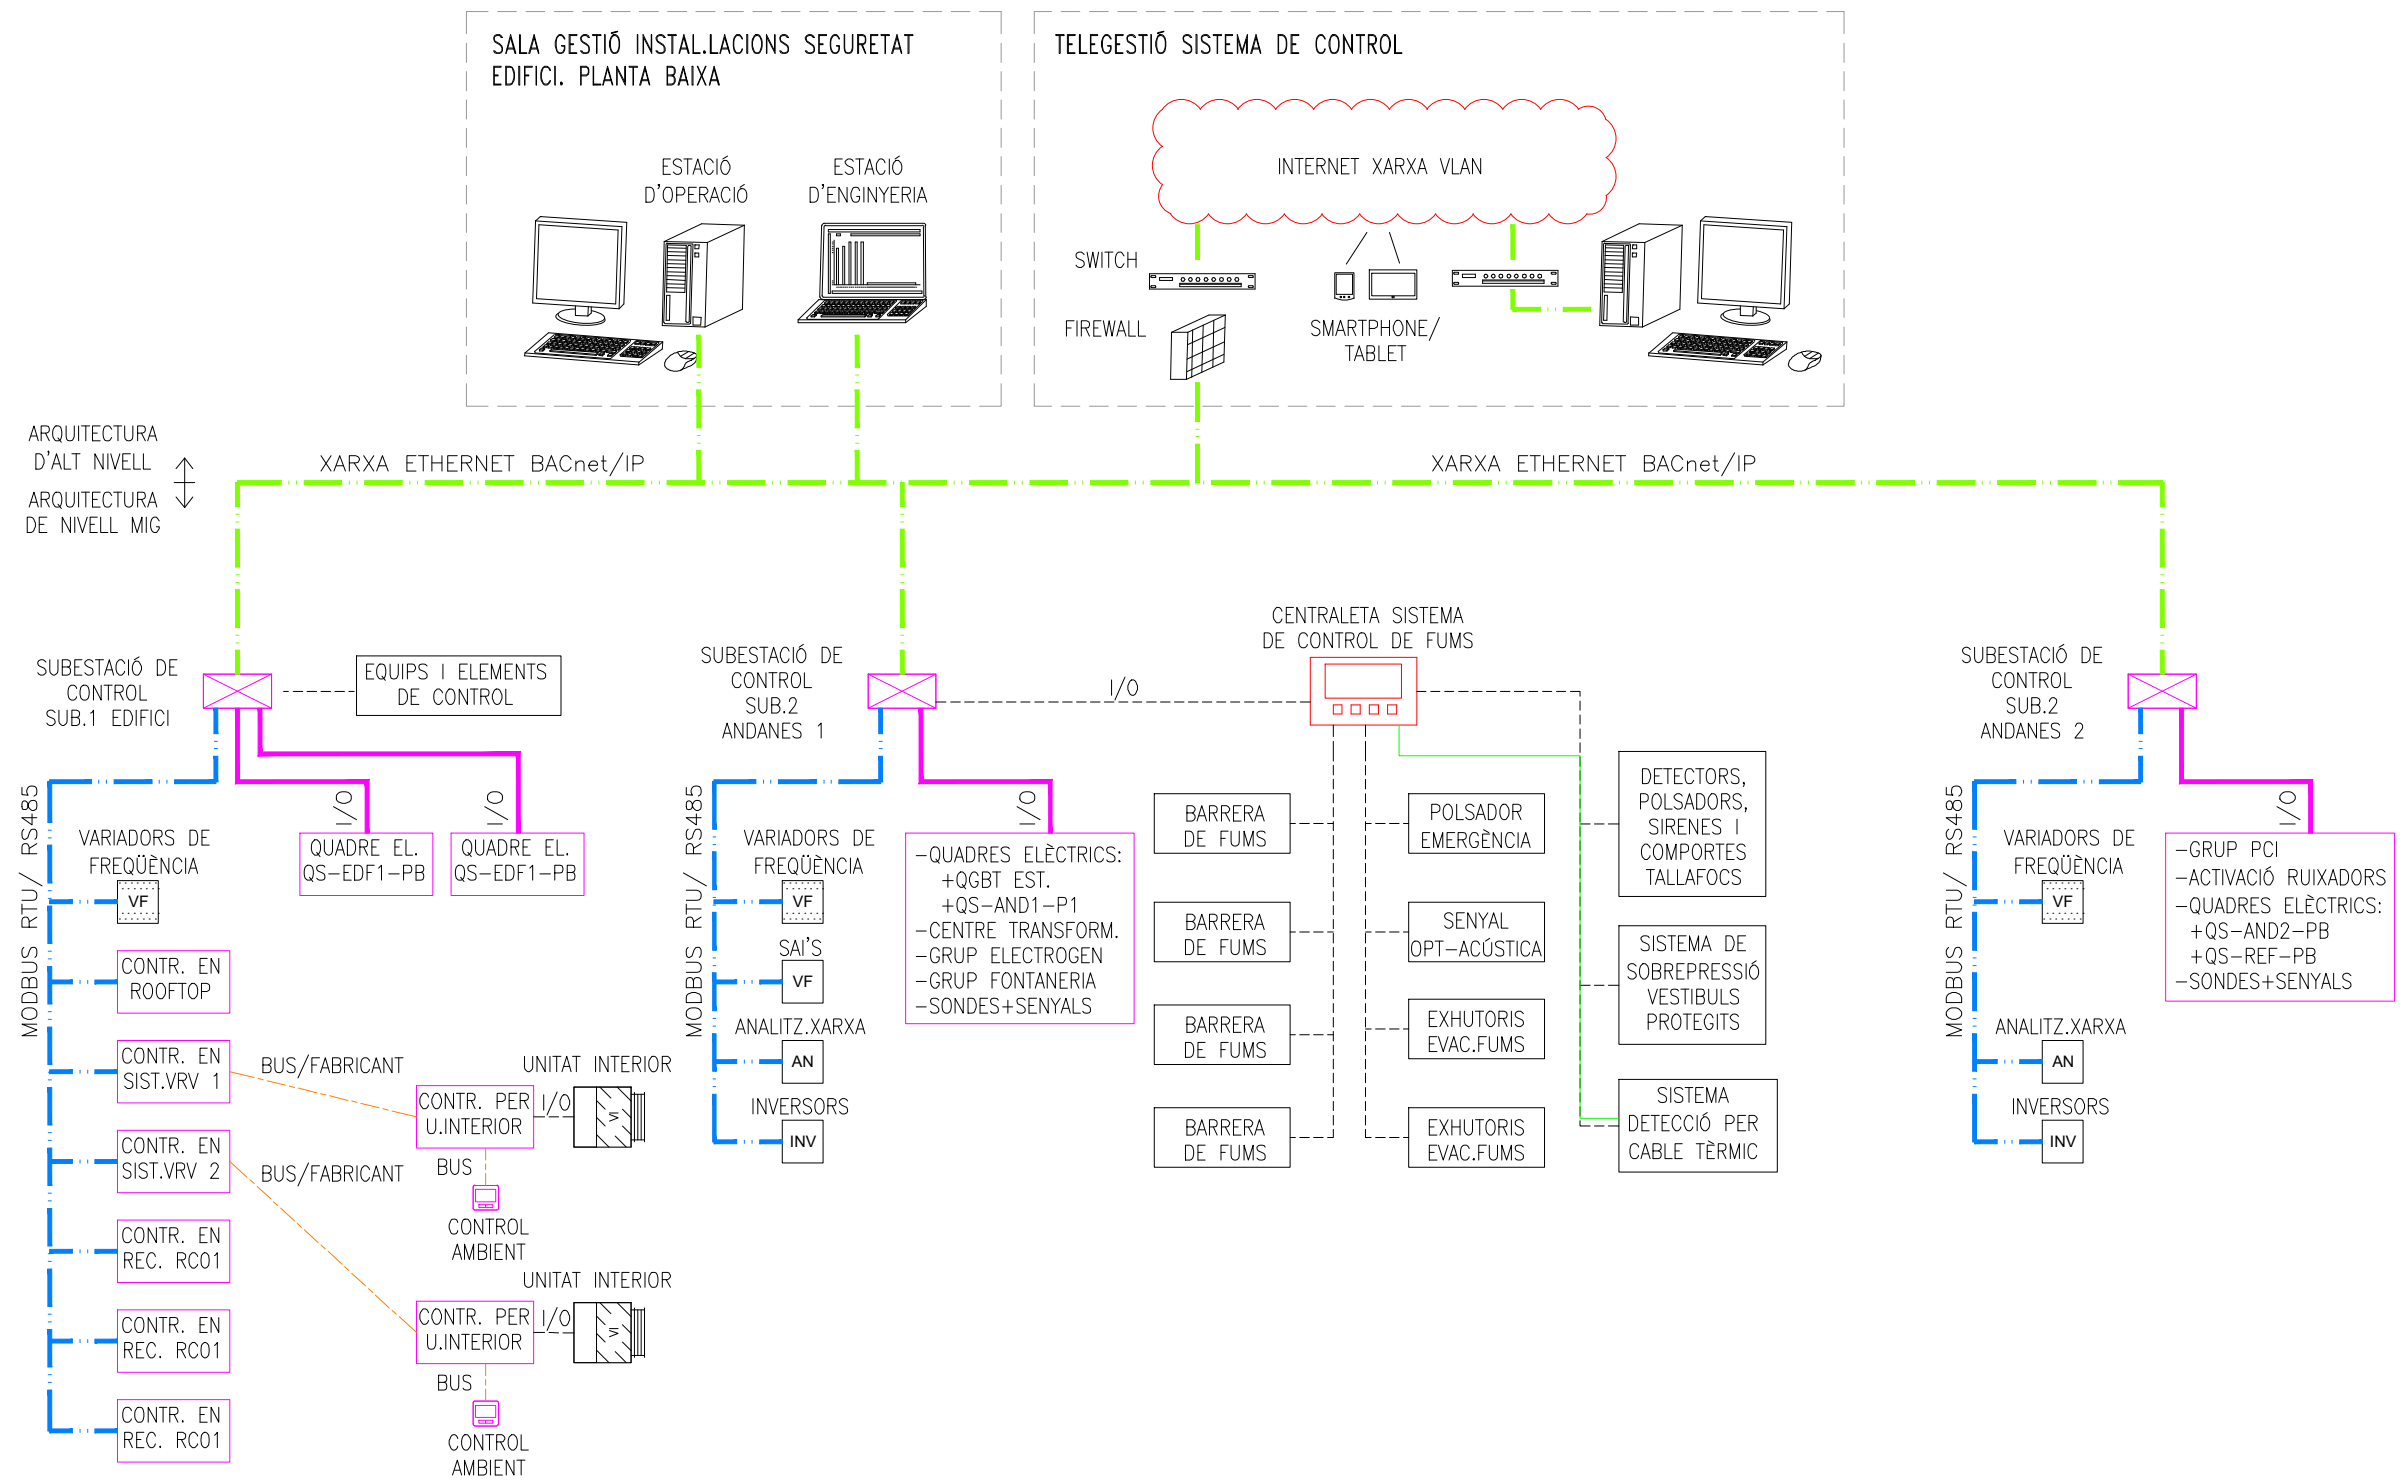 SALA GESTIÓ INSTAL.LACIONS SEGURETAT
EDIFICI. PLANTA BAIXA
ESTACIÓ
D'OPERACIÓ
ESTACIÓ
D'ENGINYERIA
TELEGESTIÓ SISTEMA DE CONTROL
INTERNET XARXA VLAN
SWITCH
FIREWALL
SMARTPHONE/
TABLET
ARQUITECTURA
D'ALT NIVELL
ARQUITECTURA
DE NIVELL MIG
XARXA ETHERNET BACnet/IP
XARXA ETHERNET BACnet/IP
SUBESTACIÓ DE
CONTROL
SUB.1 EDIFICI
EQUIPS I ELEMENTS
DE CONTROL
MODBUS RTU/ RS485
I/O
I/O
QUADRE EL.
QS-EDF1-PB
QUADRE EL.
QS-EDF1-PB
VARIADORS DE
FREQÜÈNCIA
VF
CONTR. EN
ROOFTOP
CONTR. EN
SIST.VRV 1
CONTR. EN
SIST.VRV 2
CONTR. EN
REC. RC01
CONTR. EN
REC. RC01
CONTR. EN
REC. RC01
BUS/FABRICANT
BUS/FABRICANT
CONTR. PER
U.INTERIOR
I/O
UNITAT INTERIOR
VI
BUS
CONTROL
AMBIENT
CONTR. PER
U.INTERIOR
I/O
UNITAT INTERIOR
VI
BUS
CONTROL
AMBIENT
SUBESTACIÓ DE
CONTROL
SUB.2
ANDANES 1
MODBUS RTU/ RS485
VARIADORS DE
FREQÜÈNCIA
VF
SAI'S
VF
ANALITZ.XARXA
AN
INVERSORS
INV
I/O
-QUADRES ELÈCTRICS:
+QGBT EST.
+QS-AND1-P1
-CENTRE TRANSFORM.
-GRUP ELECTROGEN
-GRUP FONTANERIA
-SONDES+SENYALS
I/O
CENTRALETA SISTEMA
DE CONTROL DE FUMS
BARRERA
DE FUMS
BARRERA
DE FUMS
BARRERA
DE FUMS
BARRERA
DE FUMS
POLSADOR
EMERGÈNCIA
SENYAL
OPT-ACÚSTICA
EXHUTORIS
EVAC.FUMS
EXHUTORIS
EVAC.FUMS
DETECTORS,
POLSADORS,
SIRENES I
COMPORTES
TALLAFOCS
SISTEMA DE
SOBREPRESSIÓ
VESTIBULS
PROTEGITS
SISTEMA
DETECCIÓ PER
CABLE TÈRMIC
SUBESTACIÓ DE
CONTROL
SUB.2
ANDANES 2
MODBUS RTU/ RS485
VARIADORS DE
FREQÜÈNCIA
VF
ANALITZ.XARXA
AN
INVERSORS
INV
I/O
-GRUP PCI
-ACTIVACIÓ RUIXADORS
-QUADRES ELÈCTRICS:
+QS-AND2-PB
+QS-REF-PB
-SONDES+SENYALS